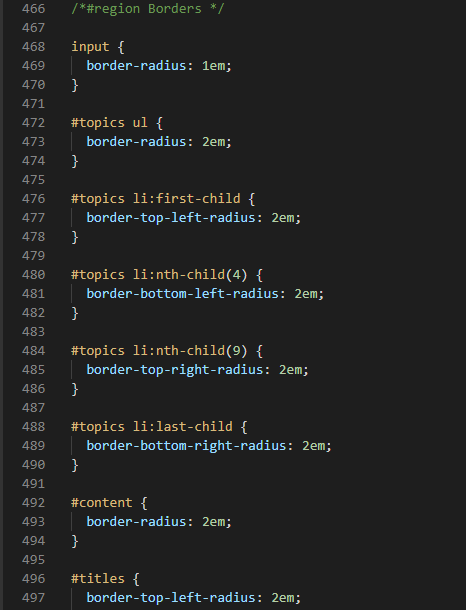 466 /*#region Borders */
467
468 input {
469   border-radius: 1em;
470 }
471
472 #topics ul {
473   border-radius: 2em;
474 }
475
476 #topics li:first-child {
477   border-top-left-radius: 2em;
478 }
479
480 #topics li:nth-child(4) {
481   border-bottom-left-radius: 2em;
482 }
483
484 #topics li:nth-child(9) {
485   border-top-right-radius: 2em;
486 }
487
488 #topics li:last-child {
489   border-bottom-right-radius: 2em;
490 }
491
492 #content {
493   border-radius: 2em;
494 }
495
496 #titles {
497   border-top-left-radius: 2em;